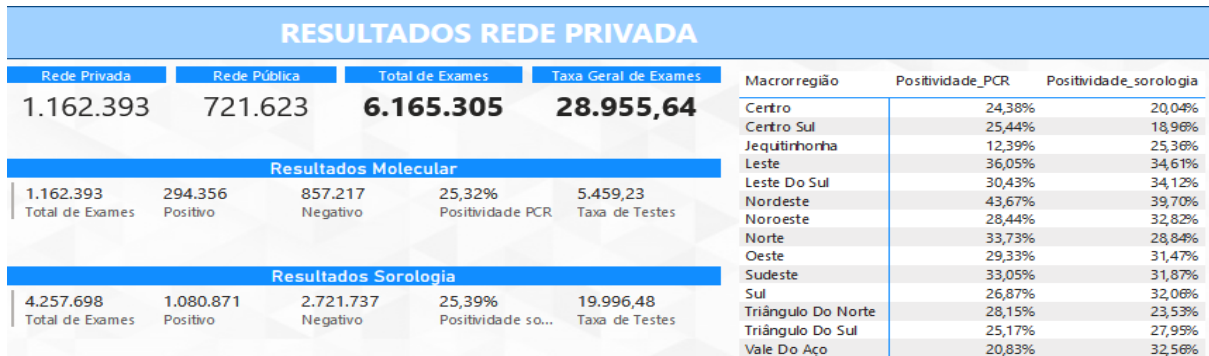 RESULTADOS REDE PRIVADA
Rede Privada Rede Pública Total de Exames Taxa Geral de Exames
1.162.393 721.623 6.165.305 28.955,64
Resultados Molecular
1.162.393 294.356 857.217 25,32% 5.459,23
Total de Exames Positivo Negativo Positividade PCR Taxa de Testes
Resultados Sorologia
4.257.698 1.080.871 2.721.737 25,39% 19.996,48
Total de Exames Positivo Negativo Positividade so... Taxa de Testes
Macrorregião Positividade_PCR Positividade_sorologia
Centro 24,38% 20,04%
Centro Sul 25,44% 18,96%
Jequitinhonha 12,39% 25,36%
Leste 36,05% 34,61%
Leste Do Sul 30,43% 34,12%
Nordeste 43,67% 39,70%
Noroeste 28,44% 32,82%
Norte 33,73% 28,84%
Oeste 29,33% 31,47%
Sudeste 33,05% 31,87%
Sul 26,87% 32,06%
Triângulo Do Norte 28,15% 23,53%
Triângulo Do Sul 25,17% 27,95%
Vale Do Aço 20,83% 32,56%